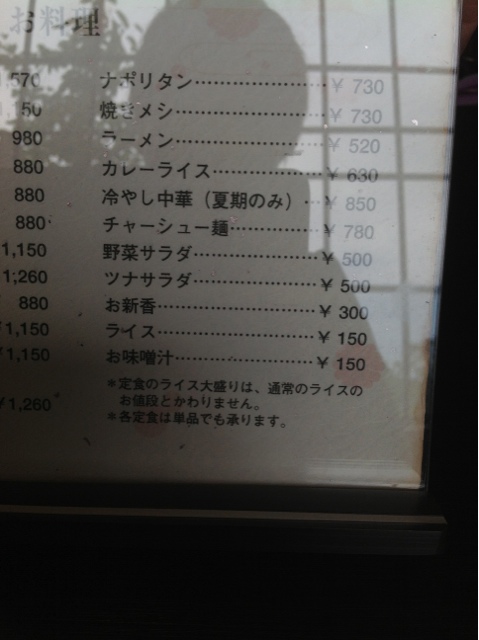 お料理
570
50
980
880
880
880
1,150
1,260
880
¥1,150
¥1,150
¥1,260
ナポリタン…………………¥ 730
焼きメシ……………………¥ 730
ラーメン……………………¥ 520
カレーライス………………¥ 630
冷やし中華（夏期のみ）…¥ 850
チャーシュー麺……………¥ 780
野菜サラダ…………………¥ 500
ツナサラダ…………………¥ 500
お新香………………………¥ 300
ライス………………………¥ 150
お味噌汁……………………¥ 150
＊定食のライス大盛りは、通常のライスの
お値段とかわりません。
＊各定食は単品でも承ります。